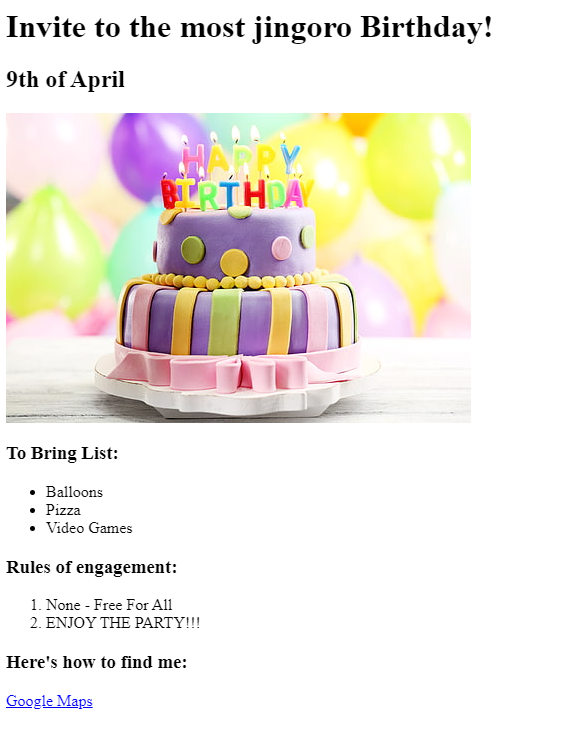 Invite to the most jingoro Birthday!
9th of April
HAPPY
BIRTHDAY
To Bring List:
• Balloons
• Pizza
• Video Games
Rules of engagement:
1. None - Free For All
2. ENJOY THE PARTY!!!
Here's how to find me:
Google Maps